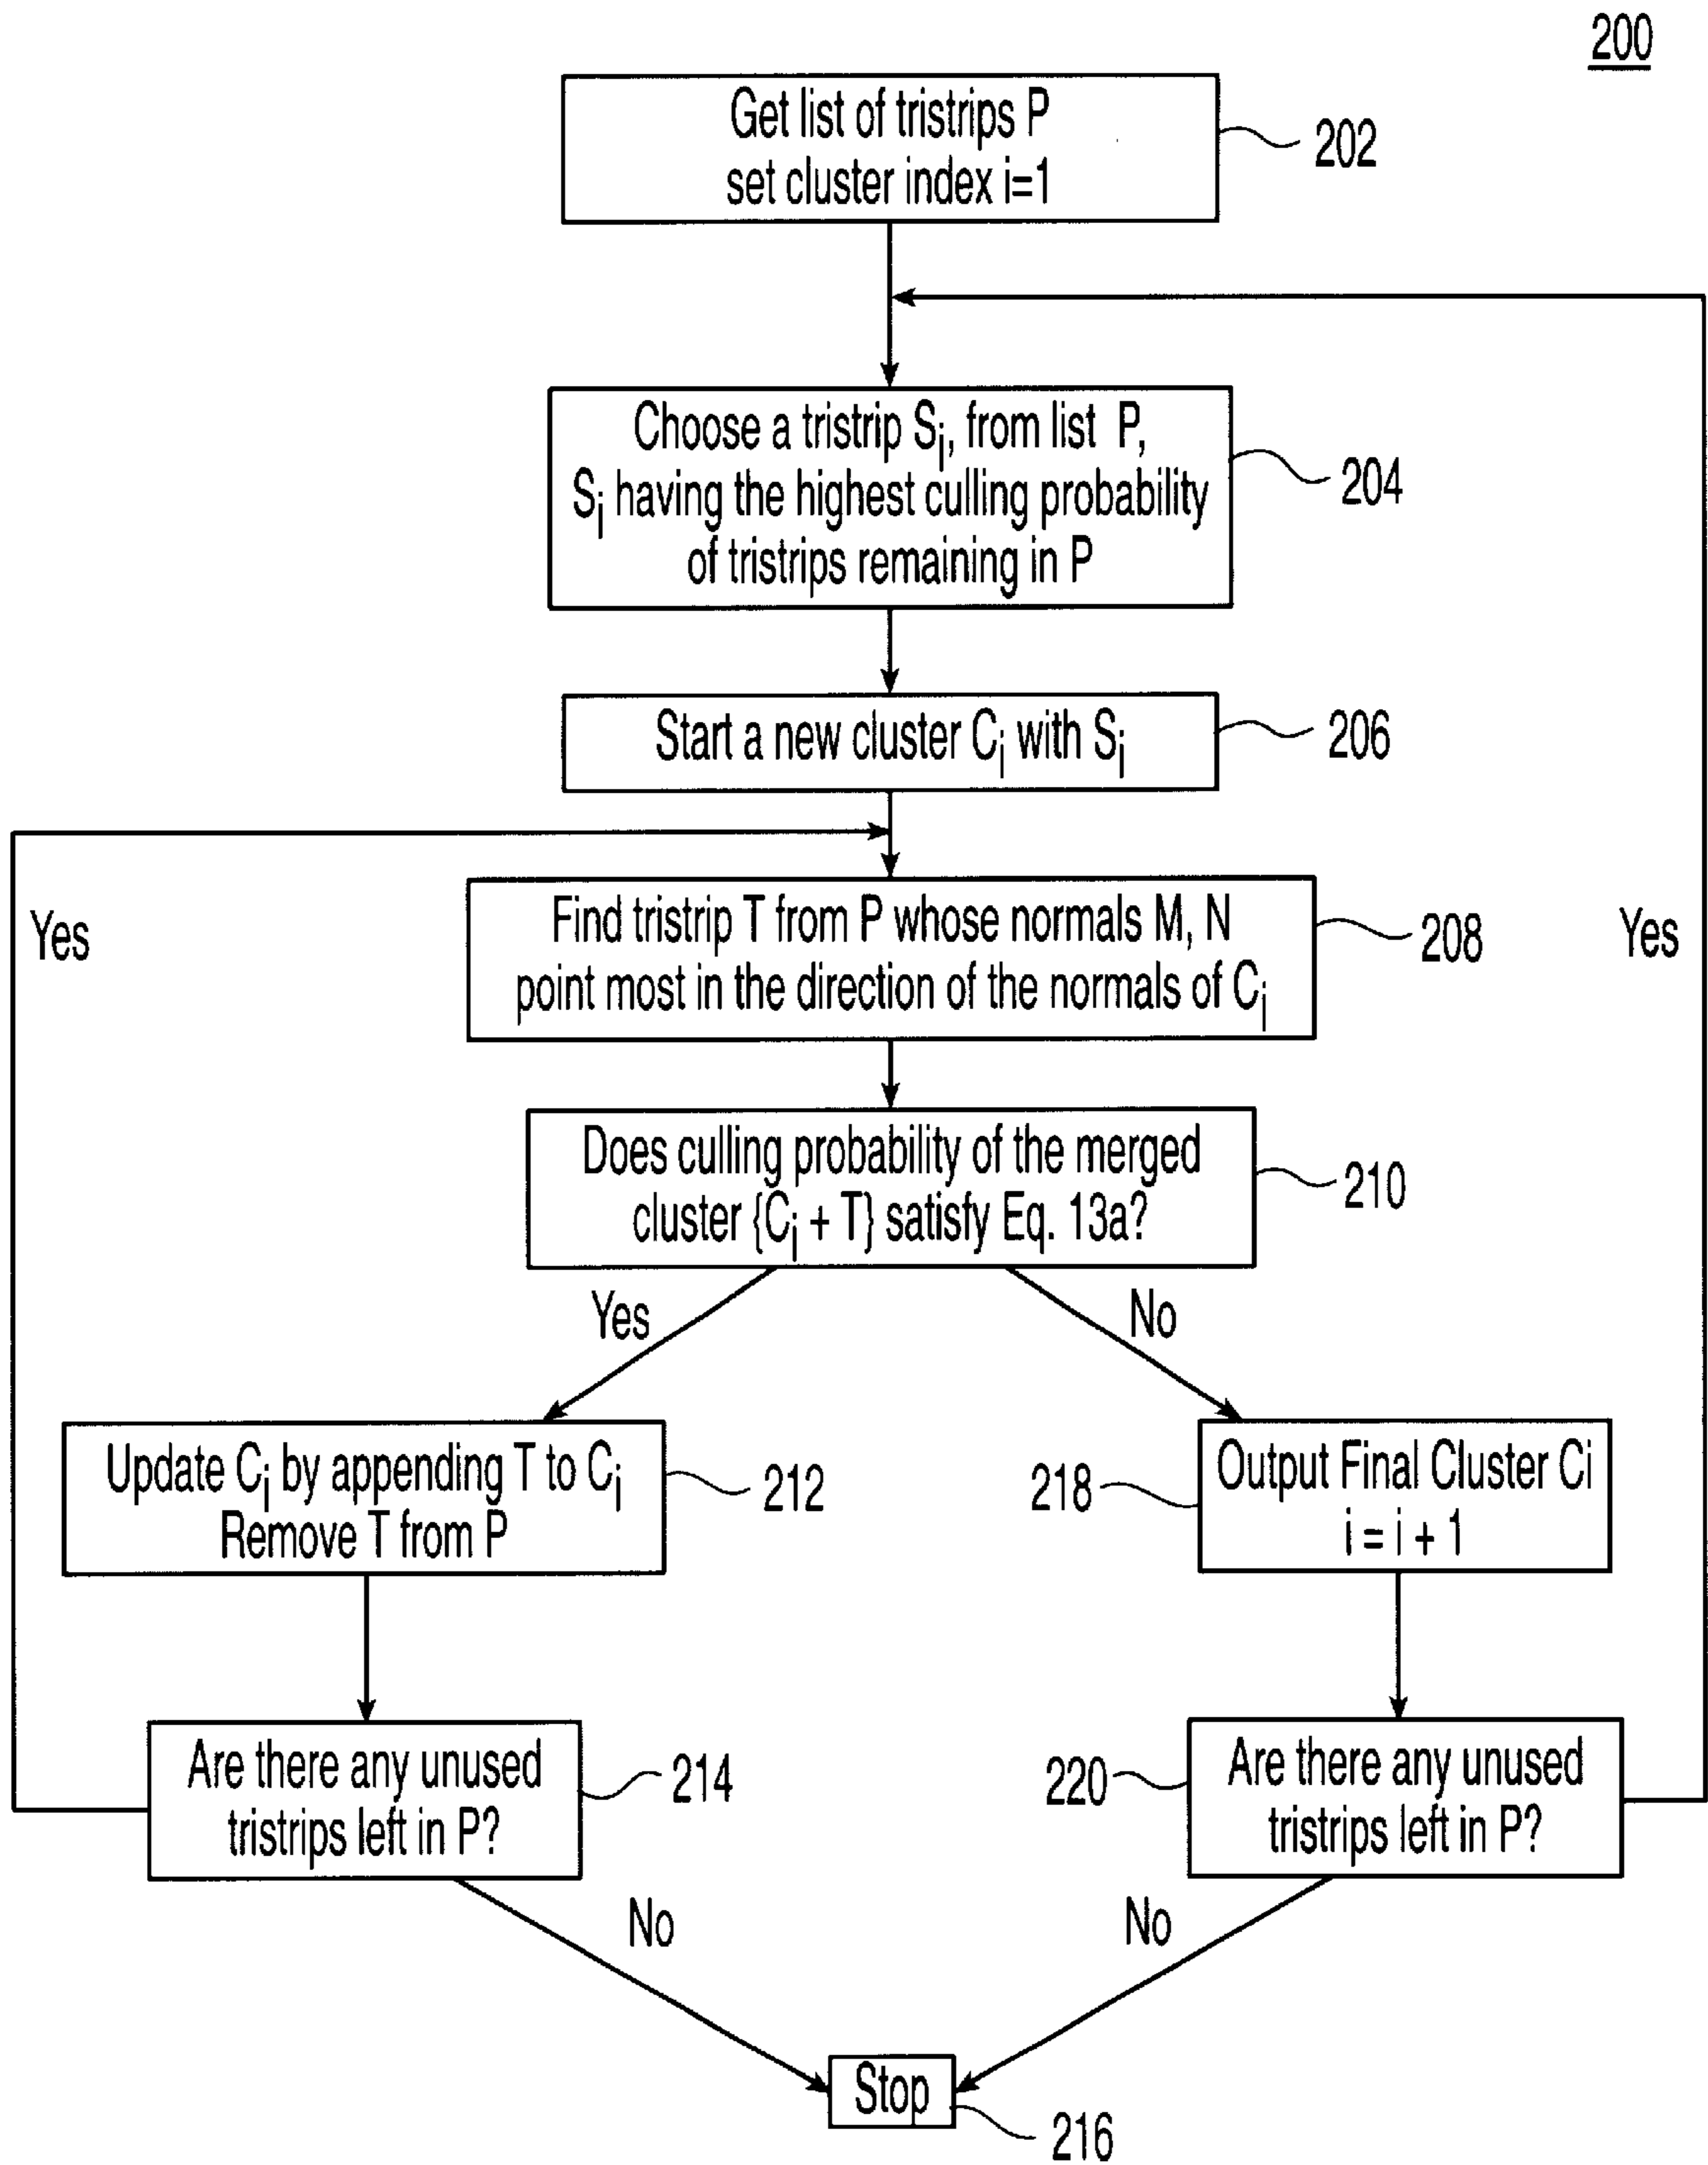 200
Get list of tristrips P
set cluster index i=1
202
Choose a tristrip Si, from list P,
Si having the highest culling probability
of tristrips remaining in P
204
Start a new cluster Ci with Si
206
Find tristrip T from P whose normals M, N
point most in the direction of the normals of Ci
208
Yes
Yes
Does culling probability of the merged
cluster {Ci + T} satisfy Eq. 13a?
210
Yes
No
Update Ci by appending T to Ci
Remove T from P
212
218
Output Final Cluster Ci
i = i + 1
Are there any unused
tristrips left in P?
214
220
Are there any unused
tristrips left in P?
No
No
Stop
216